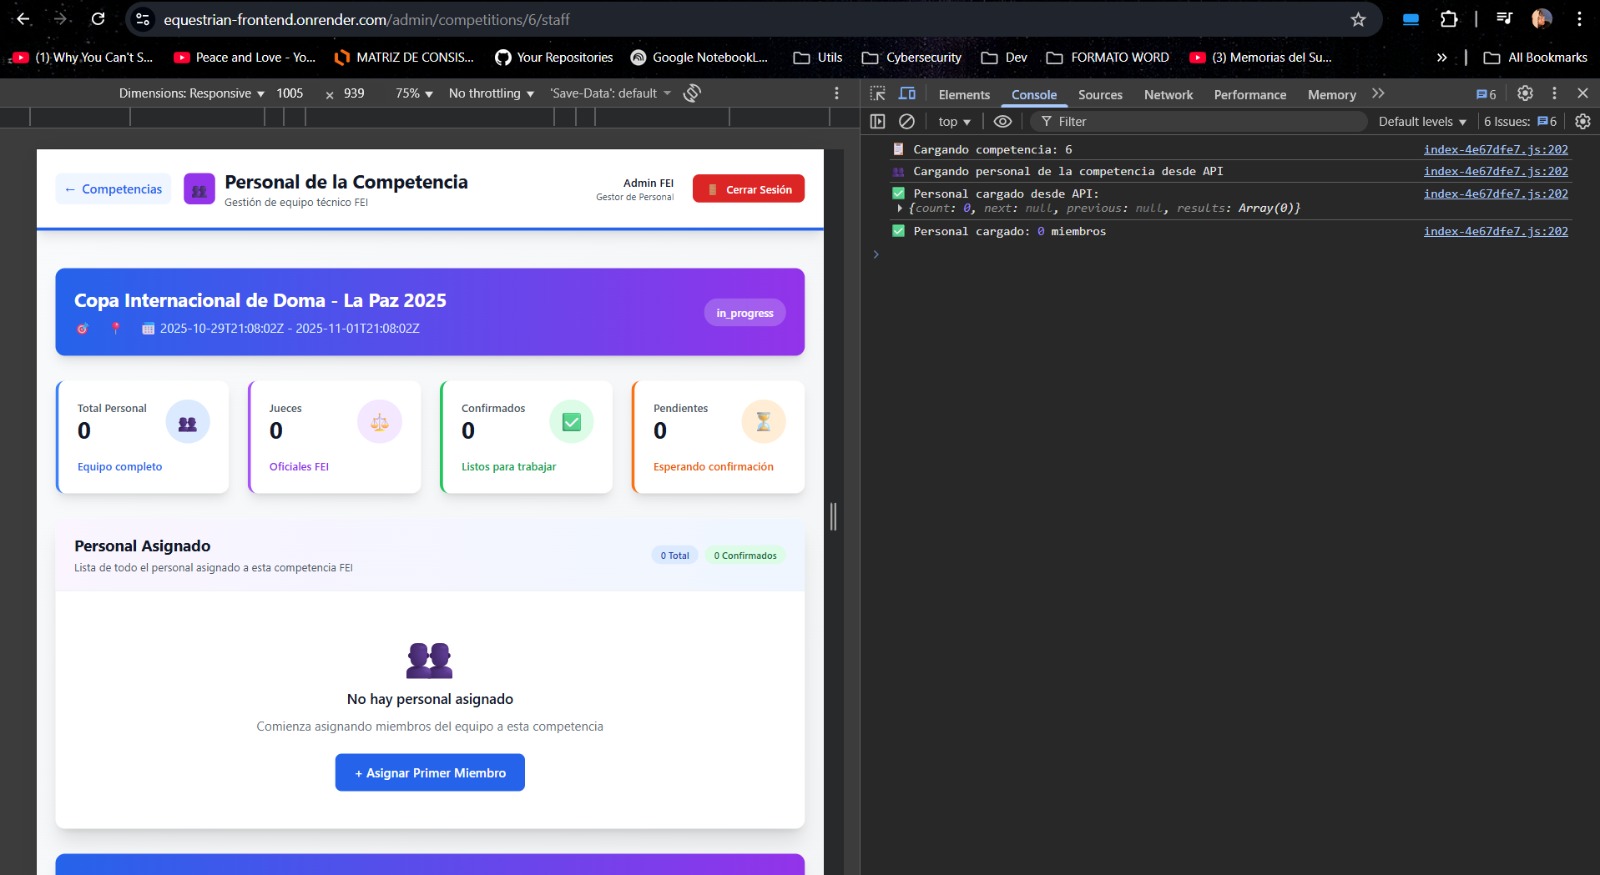 equestrian-frontend.onrender.com/admin/competitions/6/staff
(1) Why You Can't S...
Peace and Love - Yo...
MATRIZ DE CONSIS...
Your Repositories
Google NotebookL...
Utils
Cybersecurity
Dev
FORMATO WORD
(3) Memorias del Su...
»
All Bookmarks
Dimensions: Responsive 1005 x 939 75% No throttling 'Save-Data': default
← Competencias
Personal de la Competencia
Gestión de equipo técnico FEI
Admin FEI
Gestor de Personal
Cerrar Sesión
Copa Internacional de Doma - La Paz 2025
2025-10-29T21:08:02Z - 2025-11-01T21:08:02Z
in_progress
Total Personal
0
Equipo completo
Jueces
0
Oficiales FEI
Confirmados
0
Listos para trabajar
Pendientes
0
Esperando confirmación
Personal Asignado
Lista de todo el personal asignado a esta competencia FEI
0 Total
0 Confirmados
No hay personal asignado
Comienza asignando miembros del equipo a esta competencia
+ Asignar Primer Miembro
Elements Console Sources Network Performance Memory » 6
top Filter Default levels 6 Issues: 6
Cargando competencia: 6 index-4e67dfe7.js:202
Cargando personal de la competencia desde API index-4e67dfe7.js:202
Personal cargado desde API: index-4e67dfe7.js:202
{count: 0, next: null, previous: null, results: Array(0)}
Personal cargado: 0 miembros index-4e67dfe7.js:202